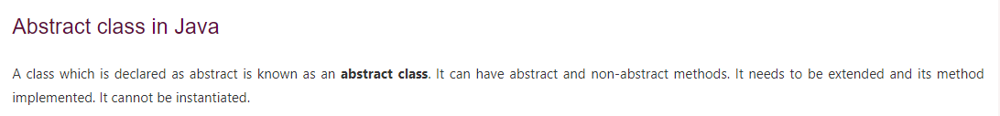 Abstract class in Java
A class which is declared as abstract is known as an abstract class. It can have abstract and non-abstract methods. It needs to be extended and its method
implemented. It cannot be instantiated.